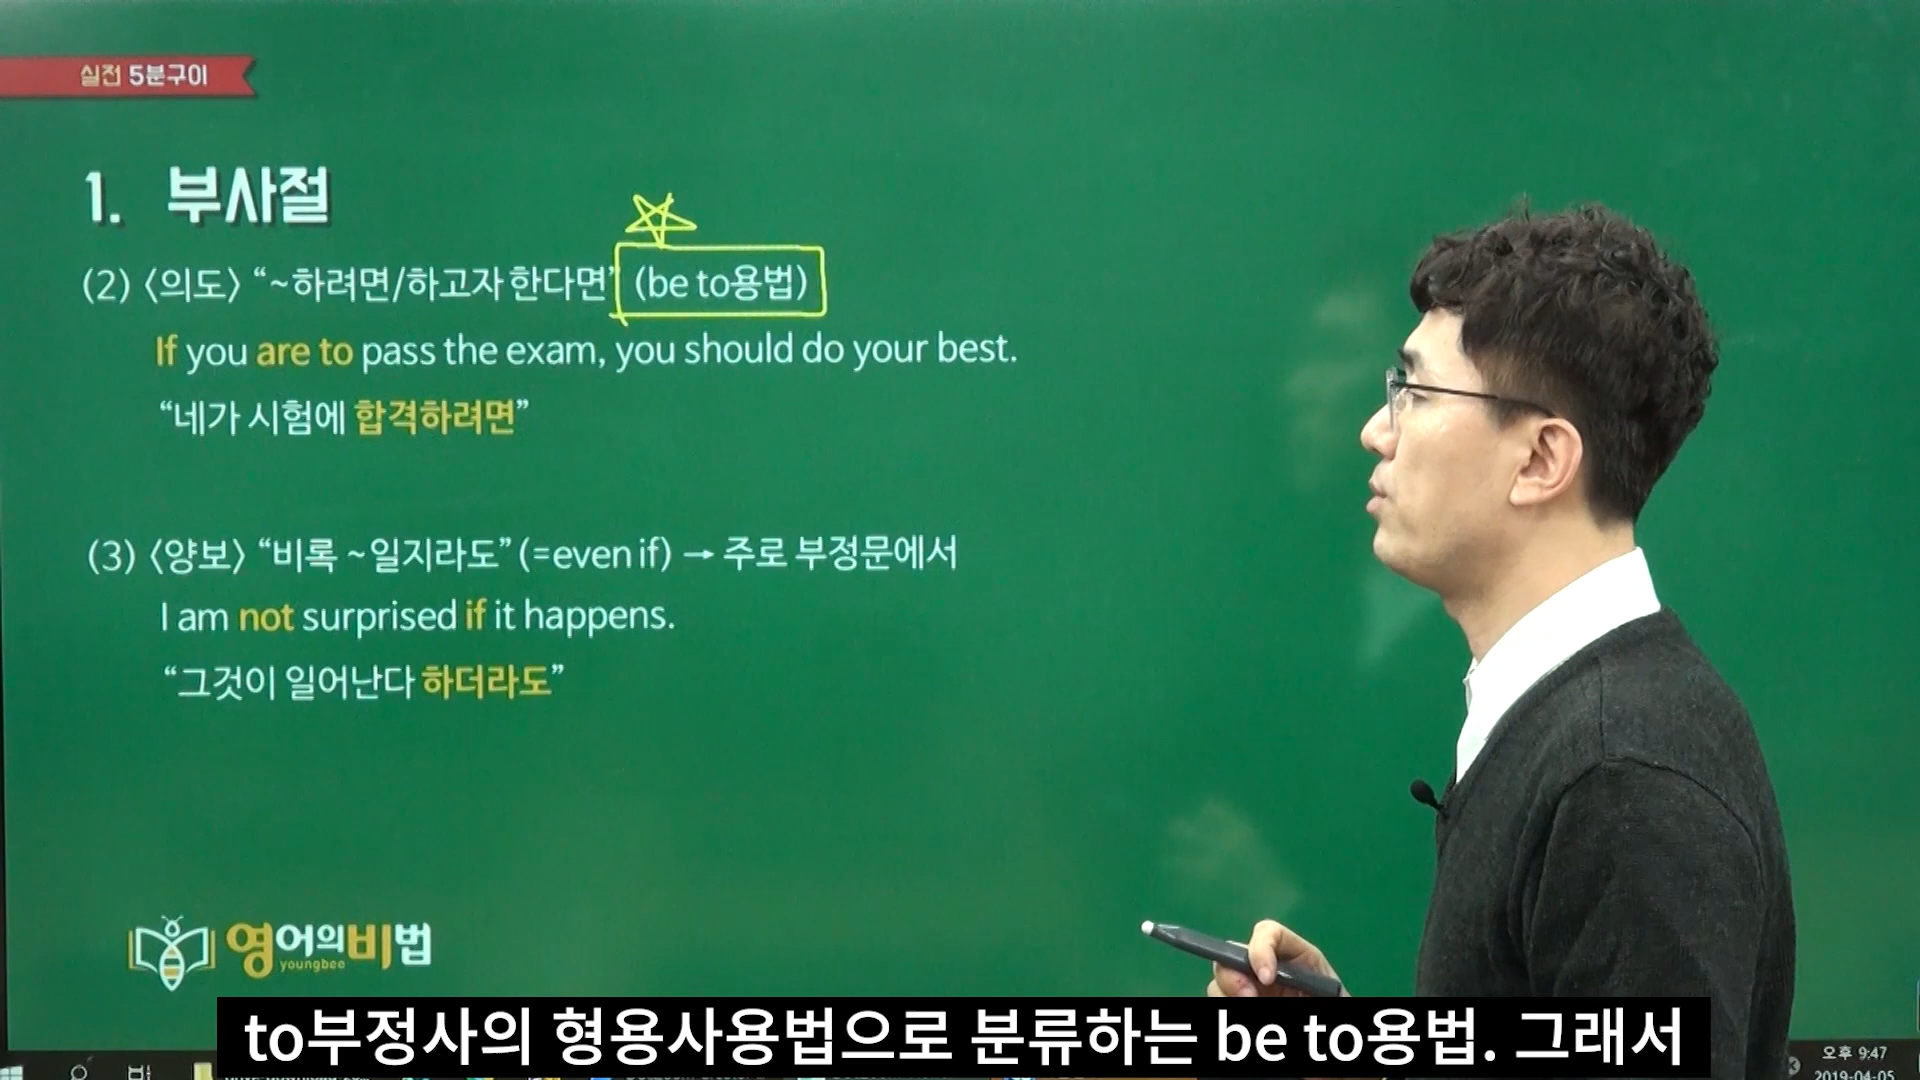 실전 5분구이
1. 부사절
(2) 〈의도〉 “~하려면/하고자 한다면” (be to용법)
If you are to pass the exam, you should do your best.
“네가 시험에 합격하려면”
(3) 〈양보〉 “비록 ~일지라도” (=even if) → 주로 부정문에서
I am not surprised if it happens.
“그것이 일어난다 하더라도”
영어의비법
youngbee
to부정사의 형용사용법으로 분류하는 be to용법. 그래서
오후 9:47
2019-04-05